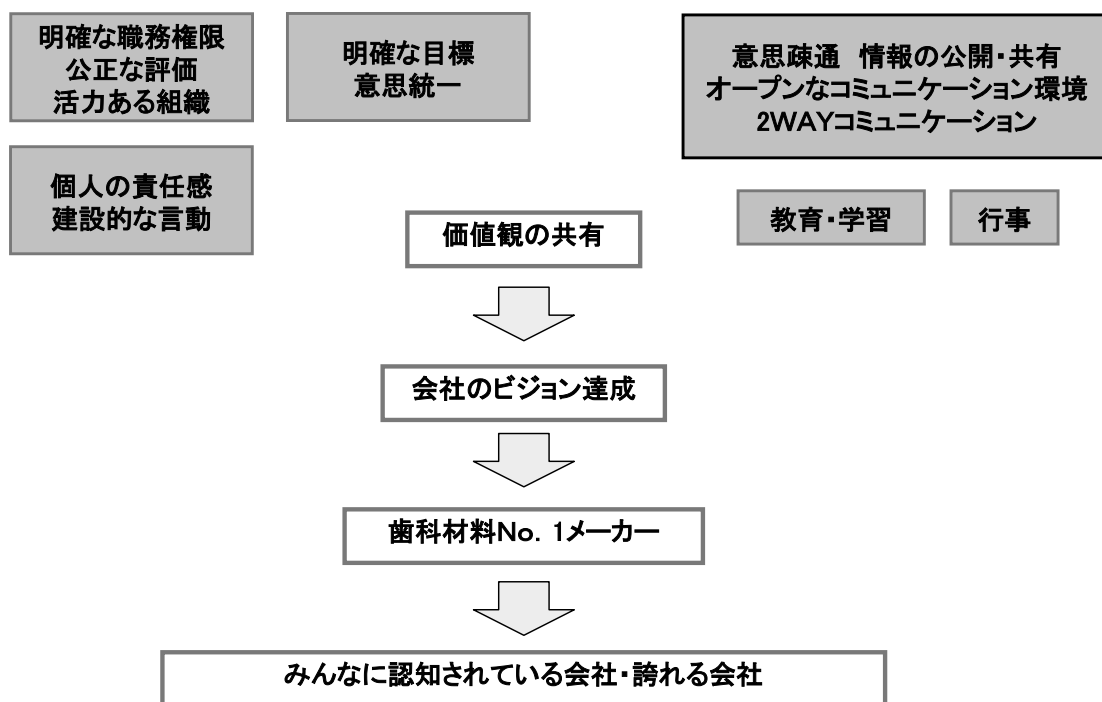 明確な職務権限
公正な評価
活力ある組織
明確な目標
意思統一
意思疎通 情報の公開・共有
オープンなコミュニケーション環境
2WAYコミュニケーション
個人の責任感
建設的な言動
教育・学習
行事
価値観の共有
会社のビジョン達成
歯科材料No. 1メーカー
みんなに認知されている会社・誇れる会社